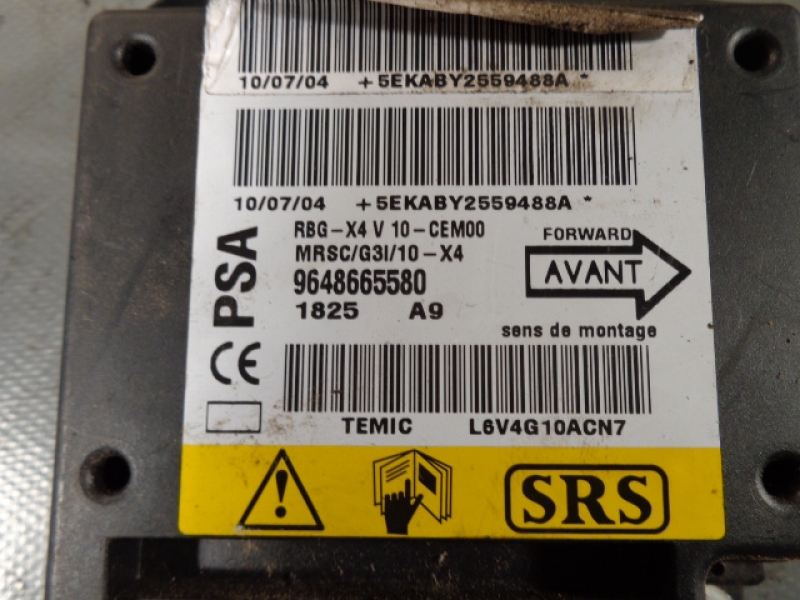 10/07/04 +5EKABY2559488A *
10/07/04 +5EKABY2559488A *
PSA
RBG-X4 V 10-CEM00
MRSC/G3I/10-X4
9648665580
1825 A9
FORWARD
AVANT
sens de montage
CE
TEMIC L6V4G10ACN7
!
SRS